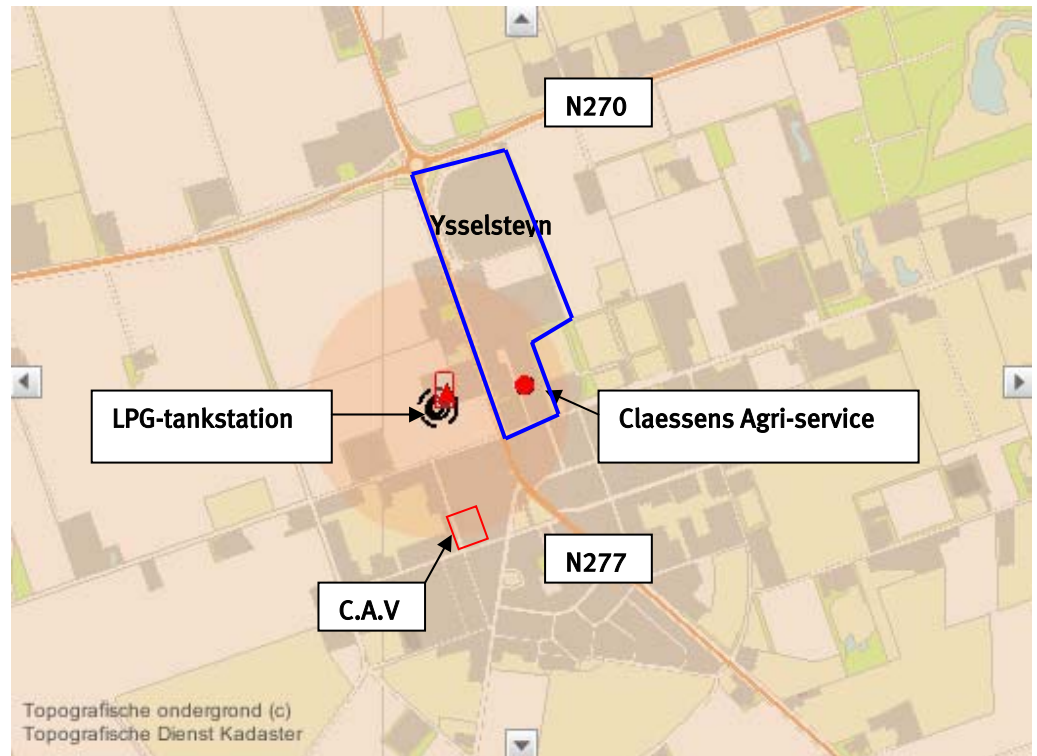 N270
Ysselsteyn
LPG-tankstation
Claessens Agri-service
N277
C.A.V
Topografische ondergrond (c)
Topografische Dienst Kadaster